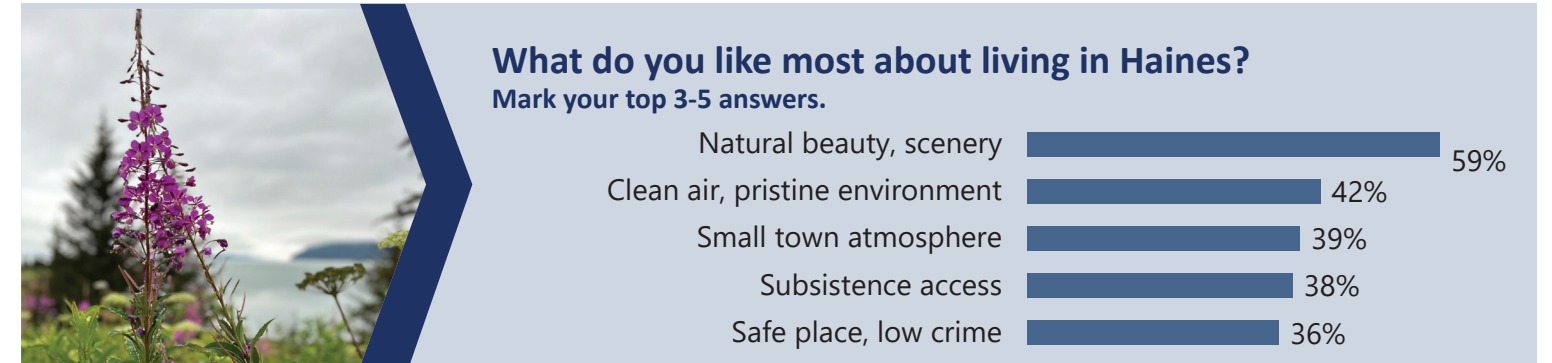 What do you like most about living in Haines?
Mark your top 3-5 answers.
Natural beauty, scenery 59%
Clean air, pristine environment 42%
Small town atmosphere 39%
Subsistence access 38%
Safe place, low crime 36%